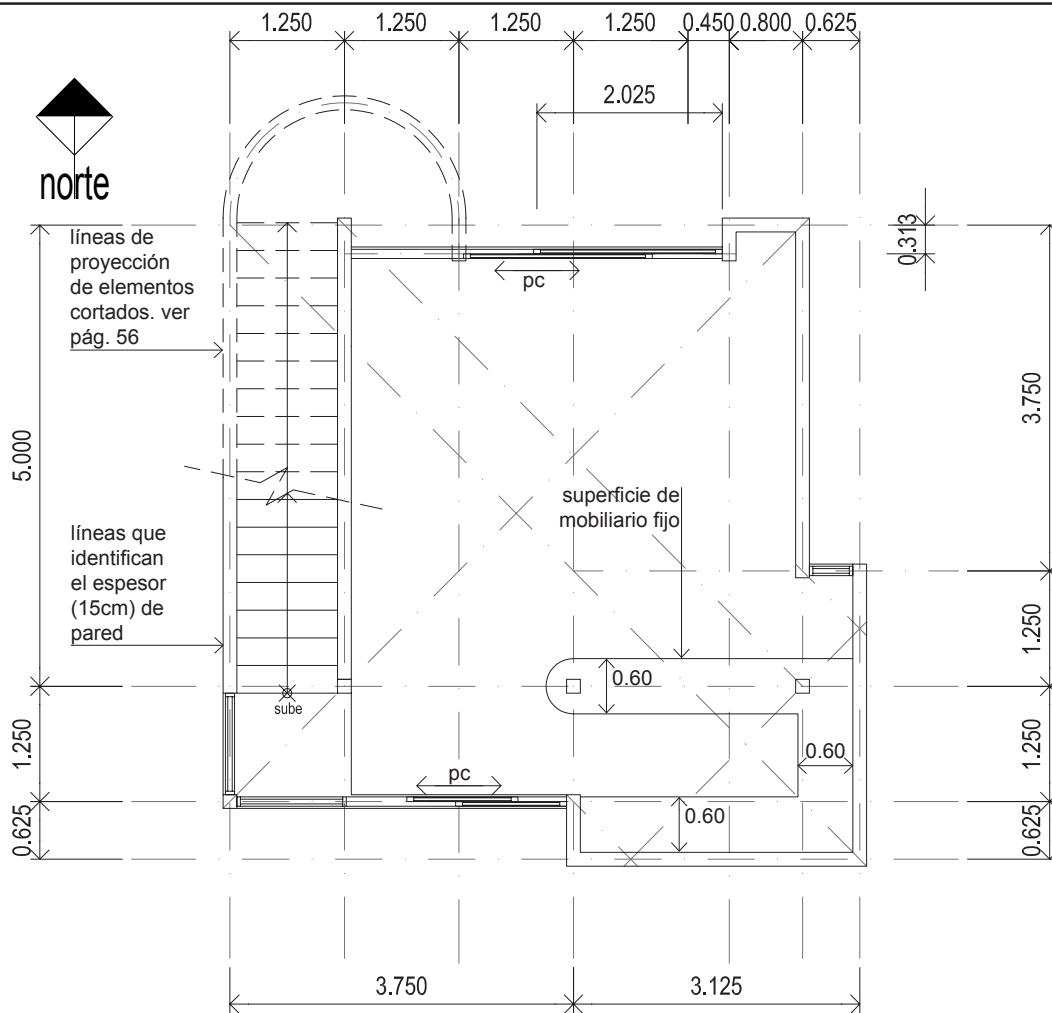 1.250 1.250 1.250 1.250 0.450 0.800 0.625
2.025
norte
líneas de
proyección
de elementos
cortados. ver
pág. 56
0.313
pc
3.750
5.000
superficie de
mobiliario fijo
líneas que
identifican
el espesor
(15cm) de
pared
1.250
0.60
sube
1.250
0.60
1.250
pc
0.60
0.625
0.625
3.750
3.125